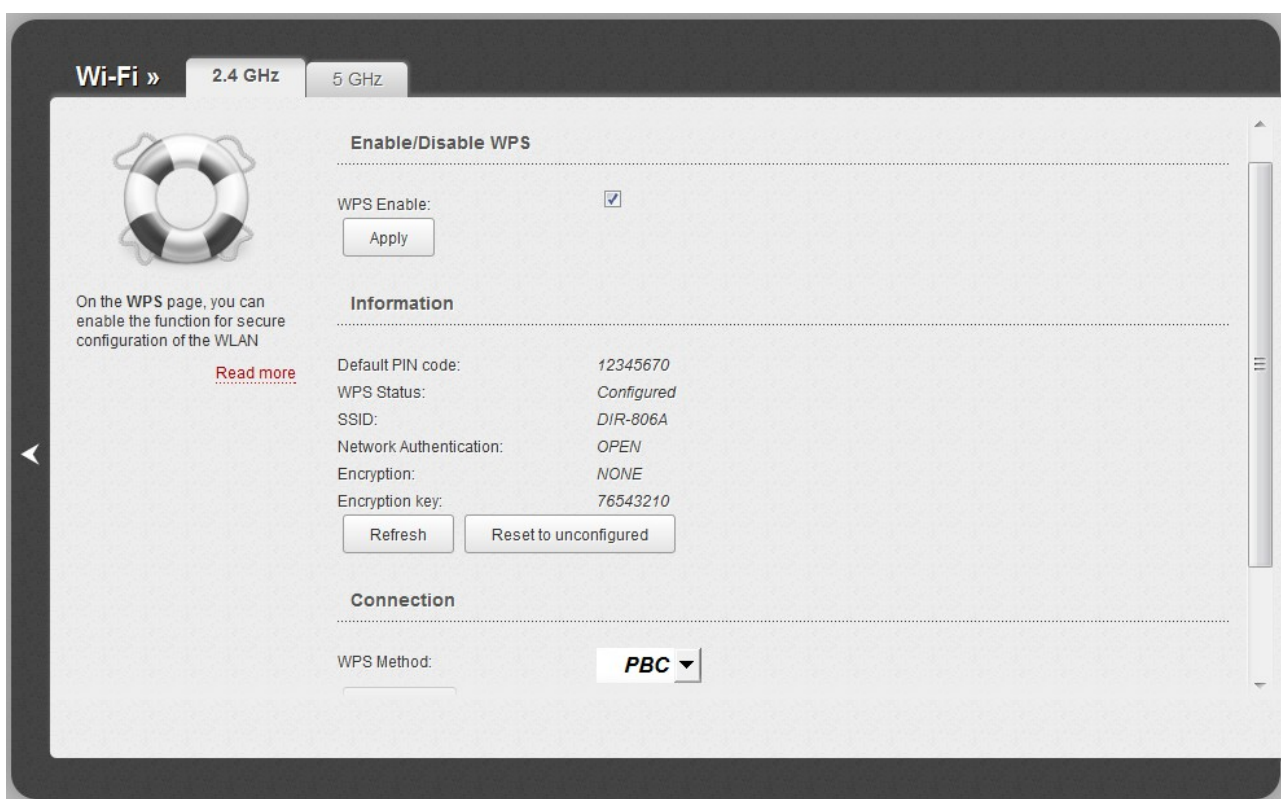 Wi-Fi »
2.4 GHz
5 GHz
On the WPS page, you can
enable the function for secure
configuration of the WLAN
Read more
Enable/Disable WPS
WPS Enable:
Apply
Information
Default PIN code: 12345670
WPS Status: Configured
SSID: DIR-806A
Network Authentication: OPEN
Encryption: NONE
Encryption key: 76543210
Refresh
Reset to unconfigured
Connection
WPS Method: PBC